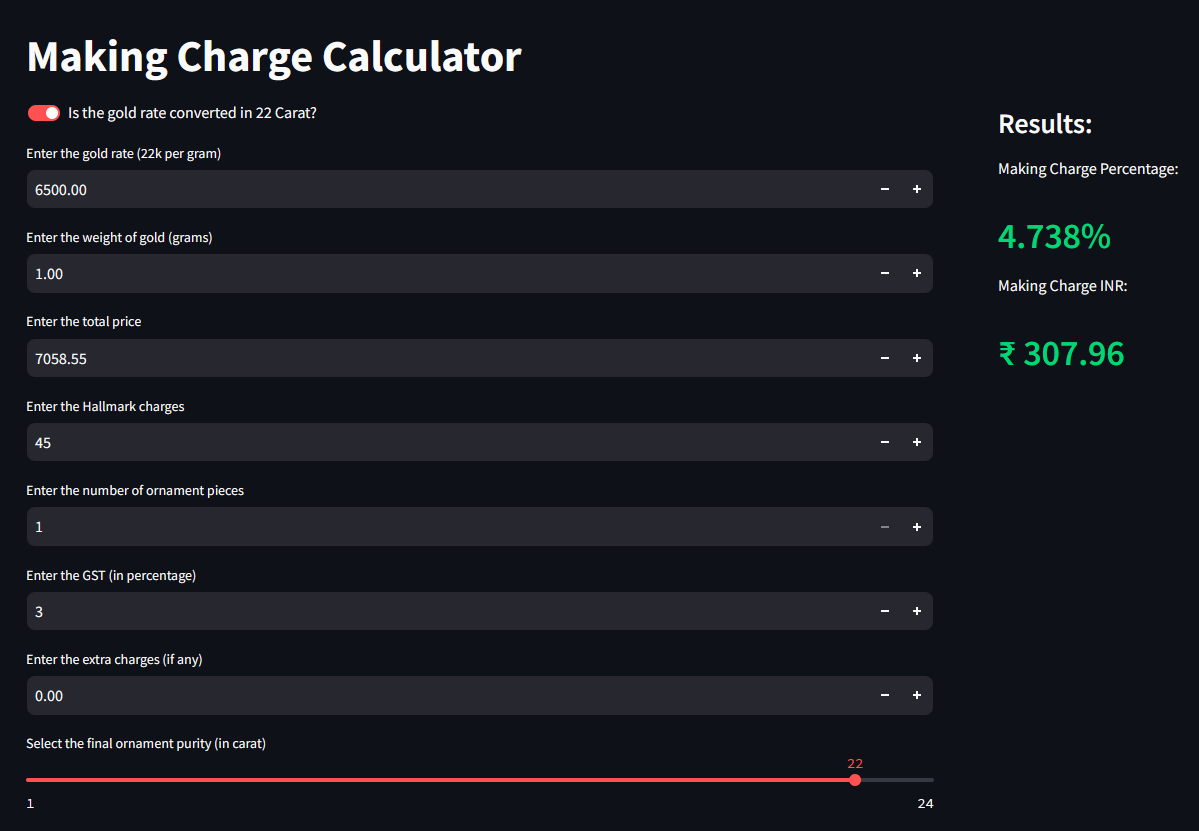 Making Charge Calculator
Is the gold rate converted in 22 Carat?
Enter the gold rate (22k per gram)
6500.00
Enter the weight of gold (grams)
1.00
Enter the total price
7058.55
Enter the Hallmark charges
45
Enter the number of ornament pieces
1
Enter the GST (in percentage)
3
Enter the extra charges (if any)
0.00
Select the final ornament purity (in carat)
22
1
24
Results:
Making Charge Percentage:
4.738%
Making Charge INR:
₹ 307.96